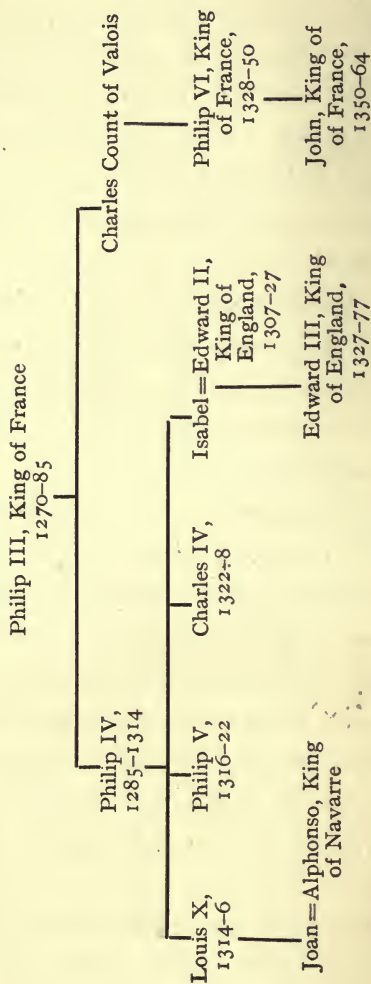 Philip III, King of France
1270–85
Philip IV,
1285–1314
Charles Count of Valois
Louis X,
1314–6
Philip V,
1316–22
Charles IV,
1322–8
Isabel = Edward II,
King of
England,
1307–27
Philip VI, King
of France,
1328–50
Joan = Alphonso, King
of Navarre
Edward III, King
of England,
1327–77
John, King of
of France,
1350–64